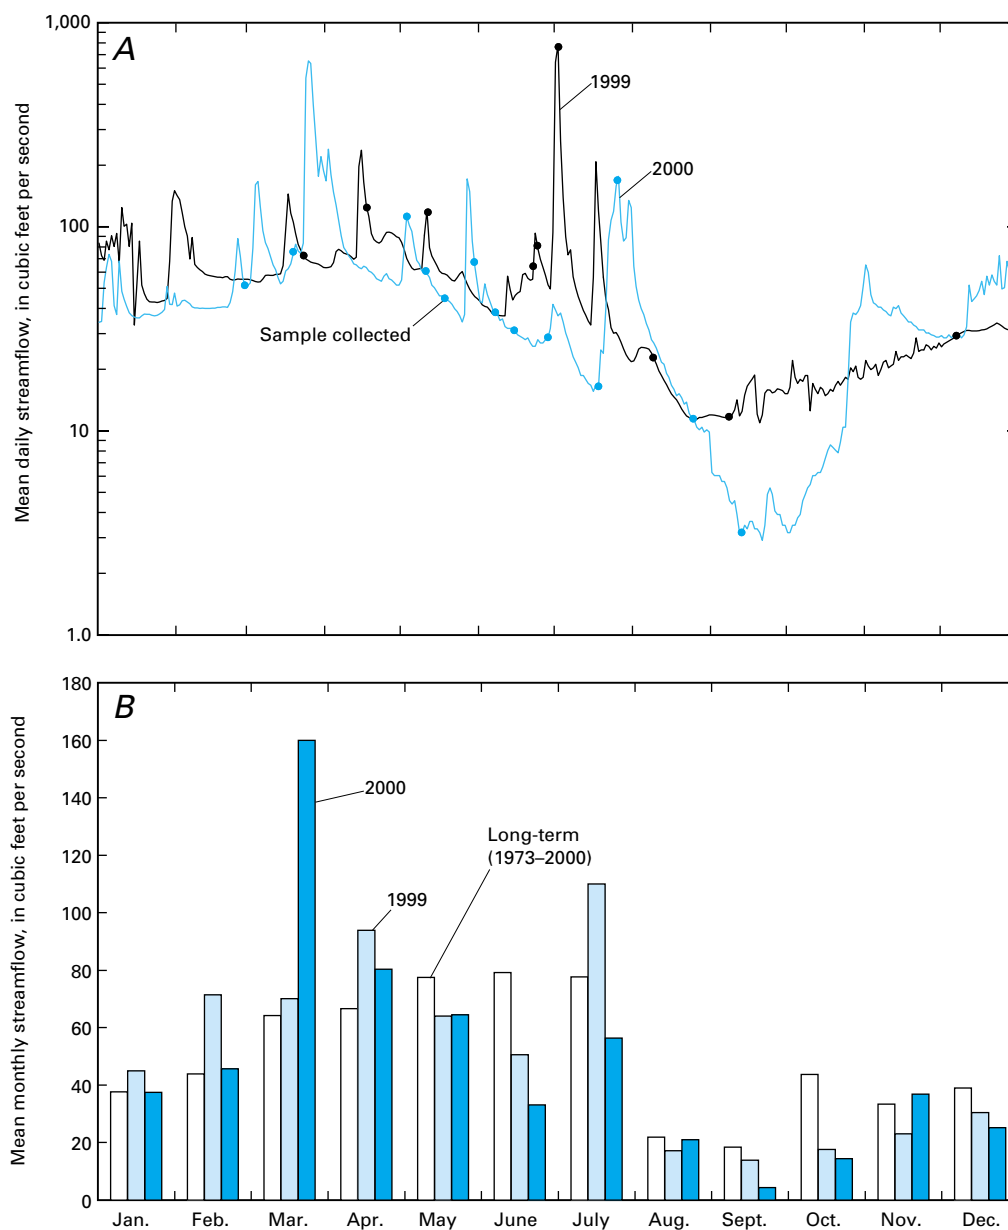 A
Mean daily streamflow, in cubic feet per second
1,000
100
10
1.0
1999
2000
Sample collected
B
Mean monthly streamflow, in cubic feet per second
180
160
140
120
100
80
60
40
20
0
2000
Long-term
(1973–2000)
1999
Jan. Feb. Mar. Apr. May June July Aug. Sept. Oct. Nov. Dec.